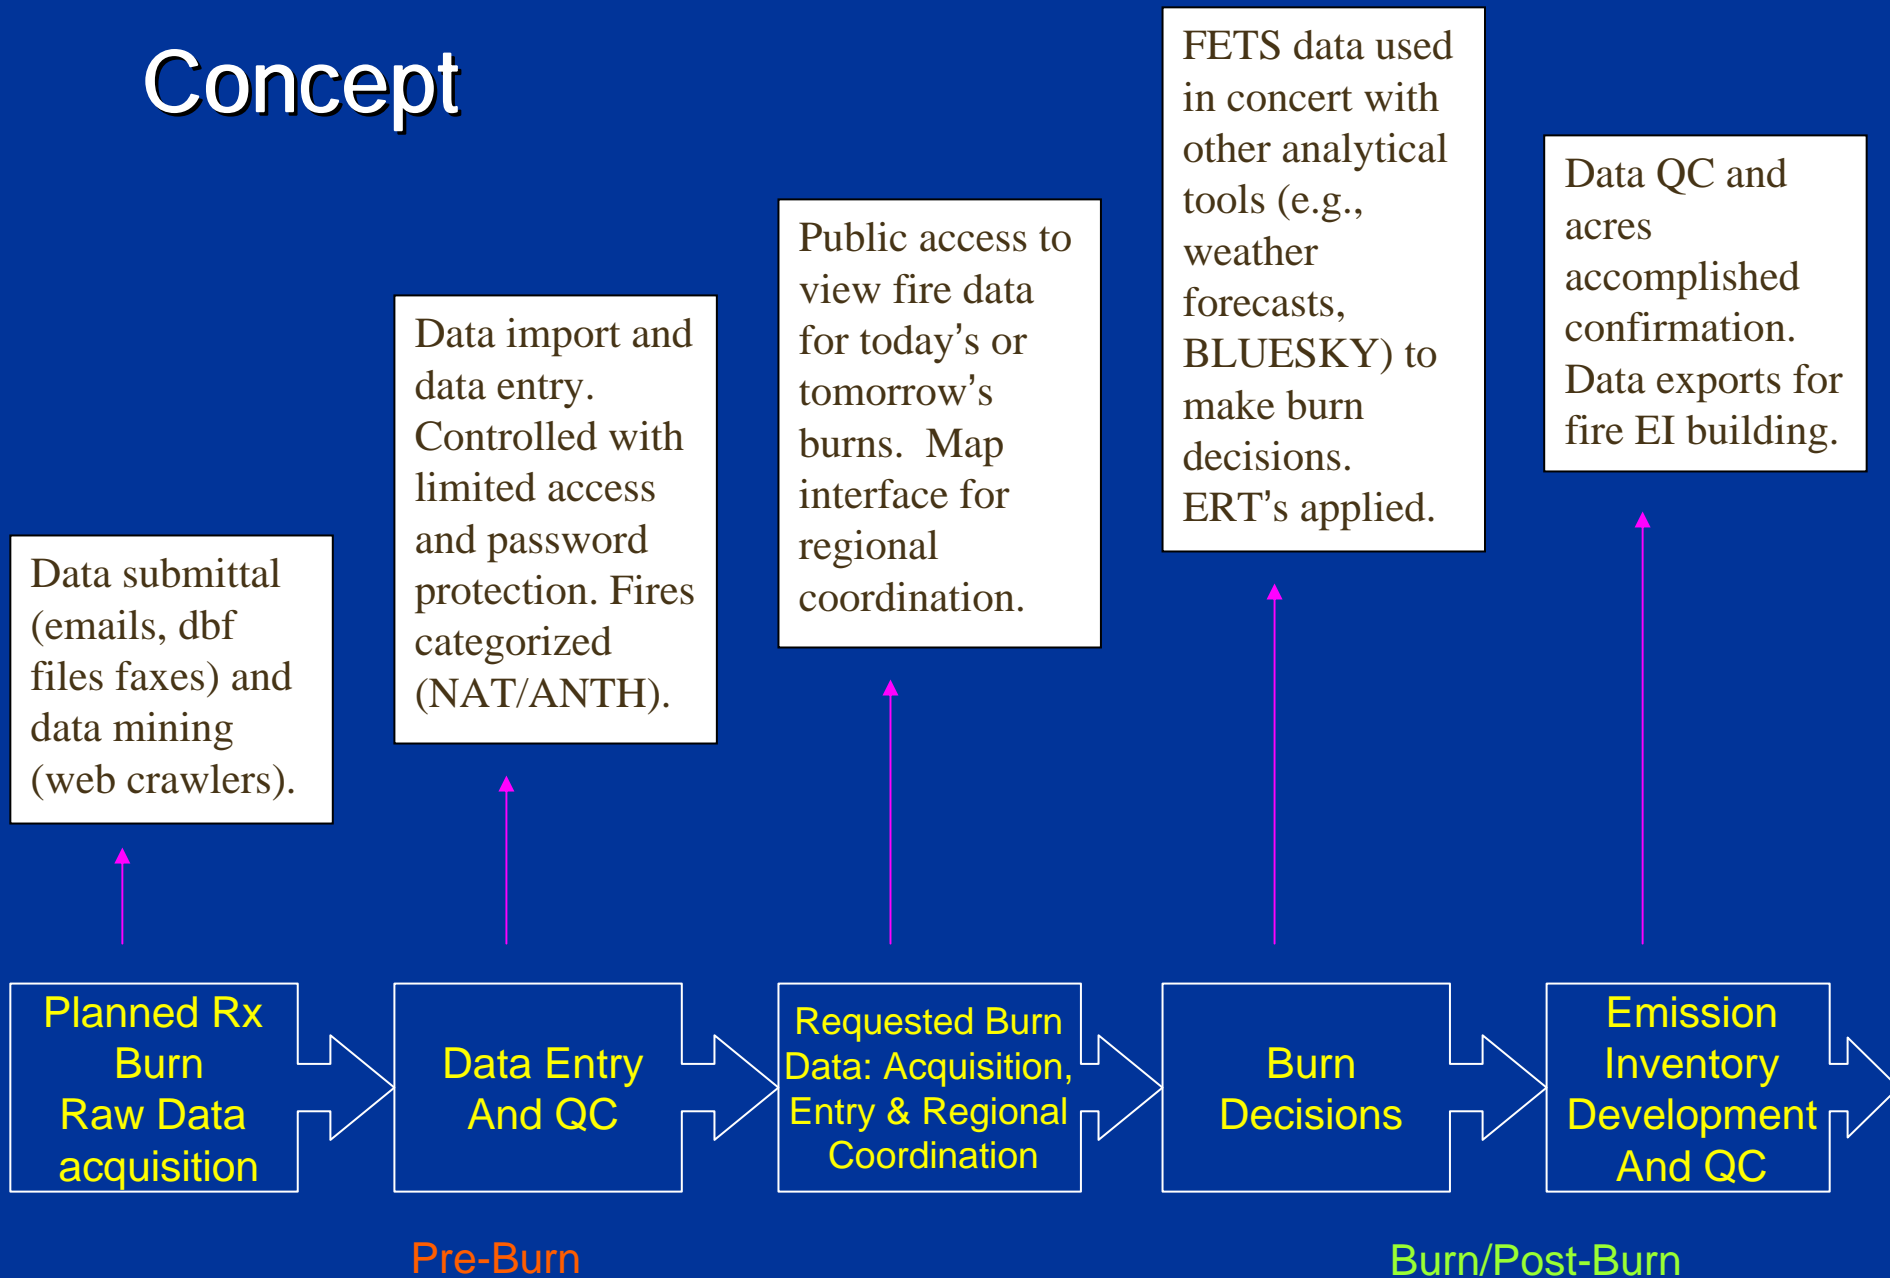 Concept
Data submittal
(emails, dbf
files faxes) and
data mining
(web crawlers).
Data import and
data entry.
Controlled with
limited access
and password
protection. Fires
categorized
(NAT/ANTH).
Public access to
view fire data
for today’s or
tomorrow’s
burns.  Map
interface for
regional
coordination.
FETS data used
in concert with
other analytical
tools (e.g.,
weather
forecasts,
BLUESKY) to
make burn
decisions.
ERT’s applied.
Data QC and
acres
accomplished
confirmation.
Data exports for
fire EI building.
Planned Rx
Burn
Raw Data
acquisition
Data Entry
And QC
Requested Burn
Data: Acquisition,
Entry & Regional
Coordination
Burn
Decisions
Emission
Inventory
Development
And QC
Pre-Burn
Burn/Post-Burn